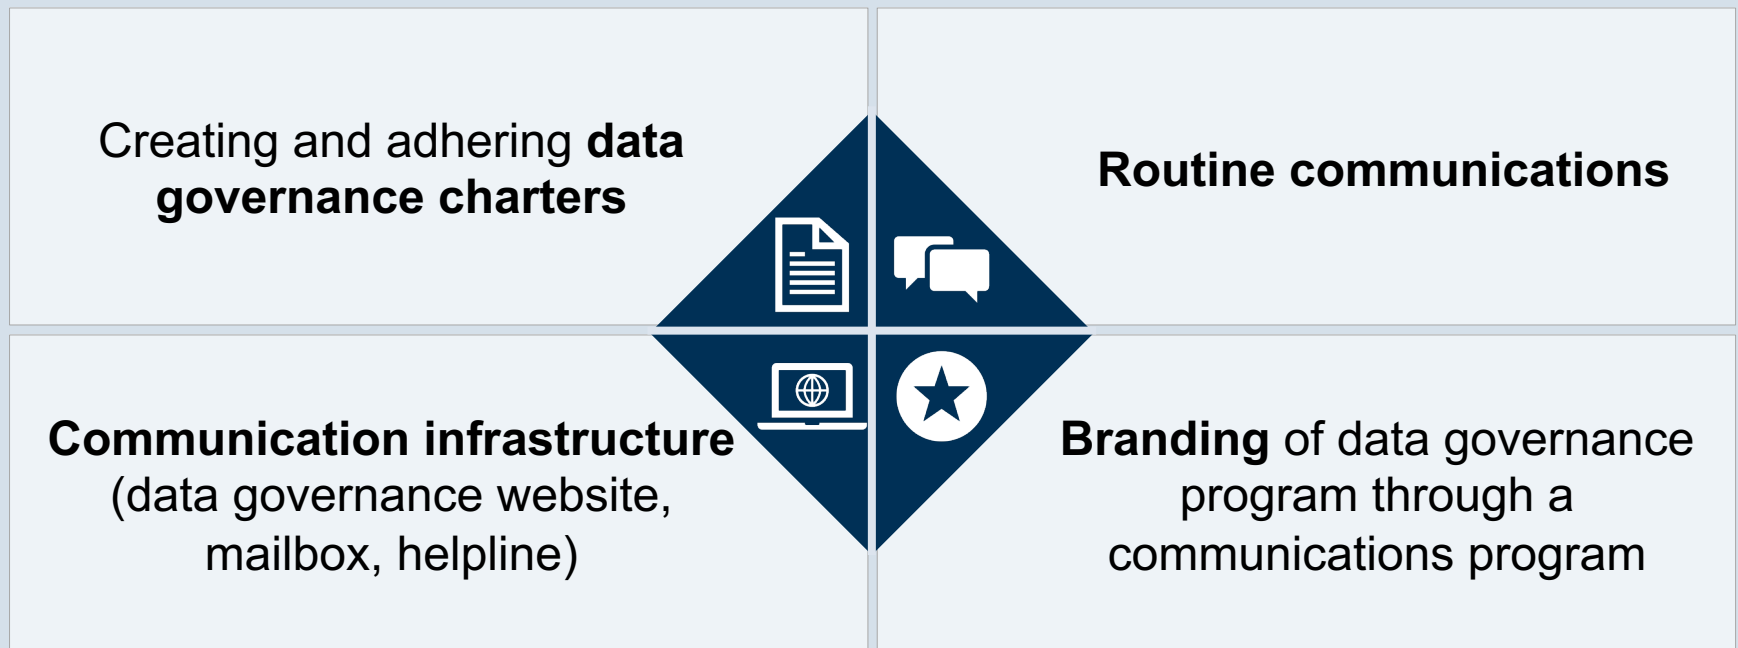 Creating and adhering data
governance charters
Routine communications
Communication infrastructure
(data governance website,
mailbox, helpline)
Branding of data governance
program through a
communications program